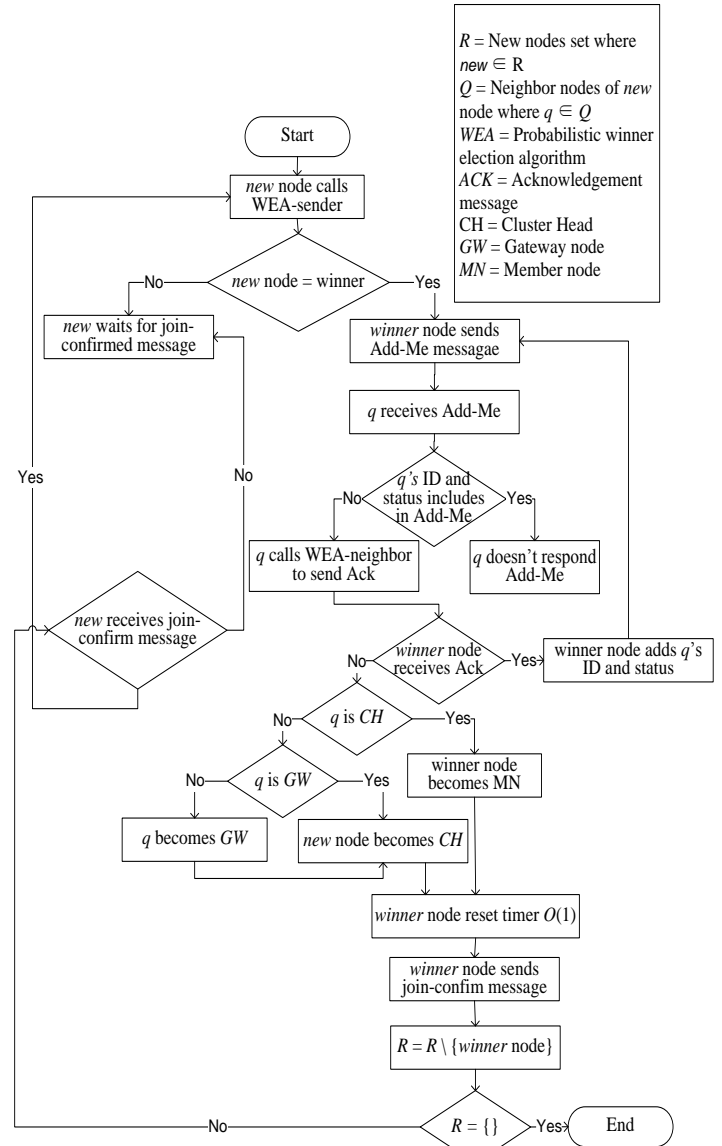 R = New nodes set where
new ∈ R
Q = Neighbor nodes of new
node where q ∈ Q
WEA = Probabilistic winner
election algorithm
ACK = Acknowledgement
message
CH = Cluster Head
GW = Gateway node
MN = Member node
Start
new node calls
WEA-sender
new node = winner
No
Yes
new waits for join-
confirmed message
winner node sends
Add-Me messagae
q receives Add-Me
q's ID and
status includes
in Add-Me
No
Yes
q calls WEA-neighbor
to send Ack
q doesn't respond
Add-Me
Yes
No
new receives join-
confirm message
winner node
receives Ack
No
Yes
winner node adds q's
ID and status
q is CH
No
Yes
winner node
becomes MN
q is GW
No
Yes
q becomes GW
new node becomes CH
winner node reset timer O(1)
winner node sends
join-confim message
R = R \ {winner node}
R = {}
No
Yes
End